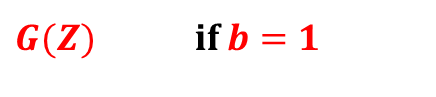 G(Z) if b = 1